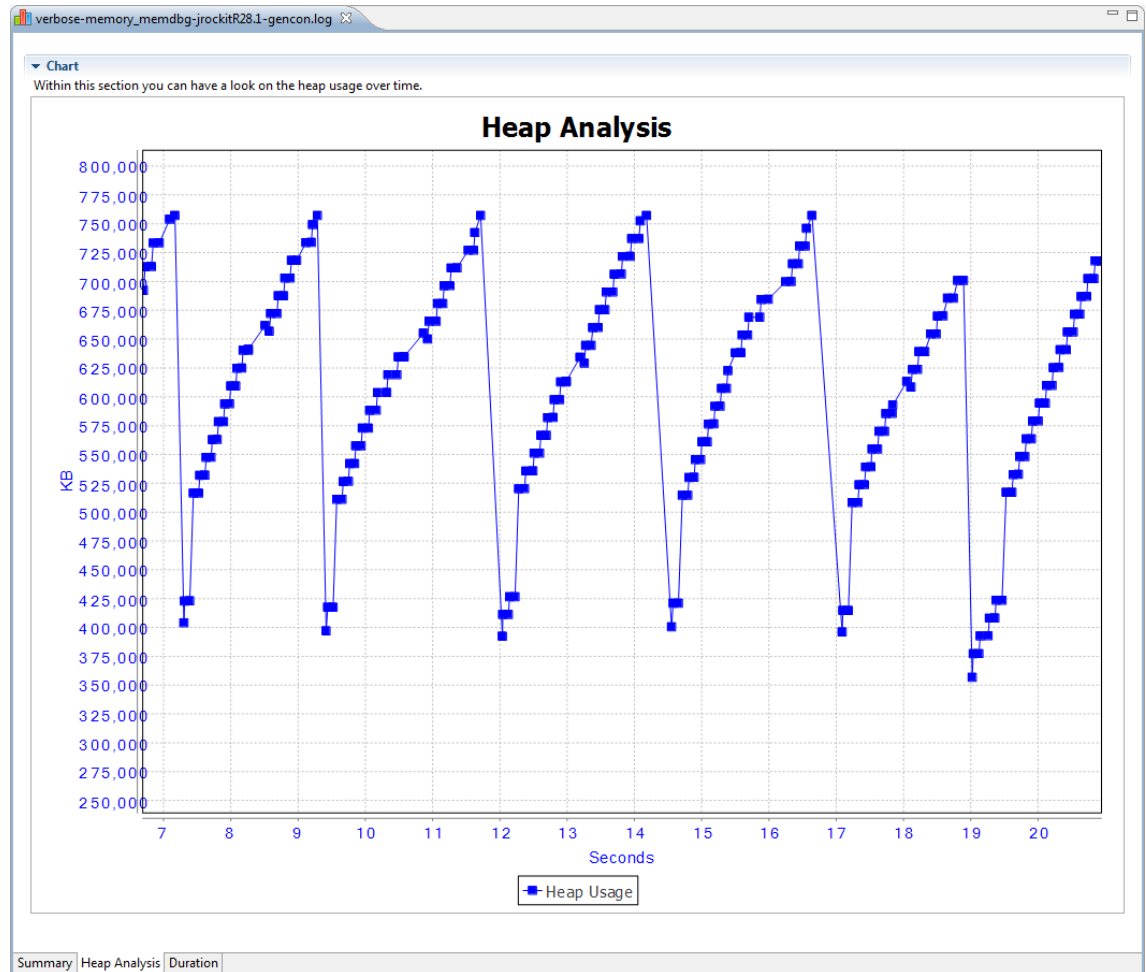 verbose-memory_memdbg-jrockitR28.1-gencon.log
Chart
Within this section you can have a look on the heap usage over time.
Heap Analysis
800,000
775,000
750,000
725,000
700,000
675,000
650,000
625,000
600,000
575,000
550,000
525,000
500,000
475,000
450,000
425,000
400,000
375,000
350,000
325,000
300,000
275,000
250,000
KB
7 8 9 10 11 12 13 14 15 16 17 18 19 20
Seconds
Heap Usage
Summary Heap Analysis Duration